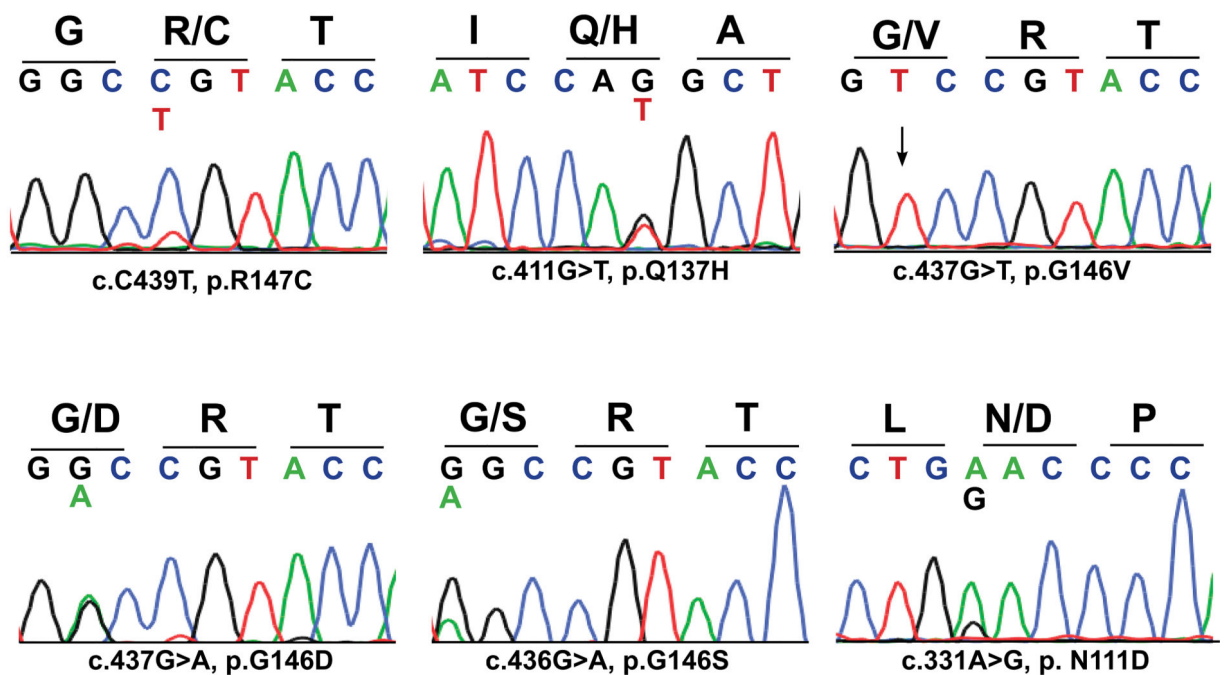 G R/C T
G G C C G T A C C
T
c.C439T, p.R147C
I Q/H A
A T C C A G G C T
T
c.411G>T, p.Q137H
G/V R T
G T C C G T A C C
c.437G>T, p.G146V
G/D R T
G G C C G T A C C
A
c.437G>A, p.G146D
G/S R T
G G C C G T A C C
A
c.436G>A, p.G146S
L N/D P
C T G A A C C C C
G
c.331A>G, p. N111D